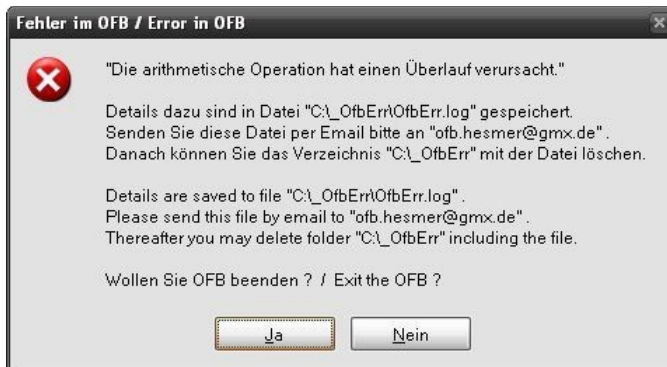 Fehler im OFB / Error in OFB
"Die arithmetische Operation hat einen Überlauf verursacht."
Details dazu sind in Datei "C:\_OfbErr\OfbErr.log" gespeichert.
Senden Sie diese Datei per Email bitte an "ofb.hesmer@gmx.de" .
Danach können Sie das Verzeichnis "C:\_OfbErr" mit der Datei löschen.
Details are saved to file "C:\_OfbErr\OfbErr.log" .
Please send this file by email to "ofb.hesmer@gmx.de" .
Thereafter you may delete folder "C:\_OfbErr" including the file.
Wollen Sie OFB beenden ? / Exit the OFB ?
Ja Nein